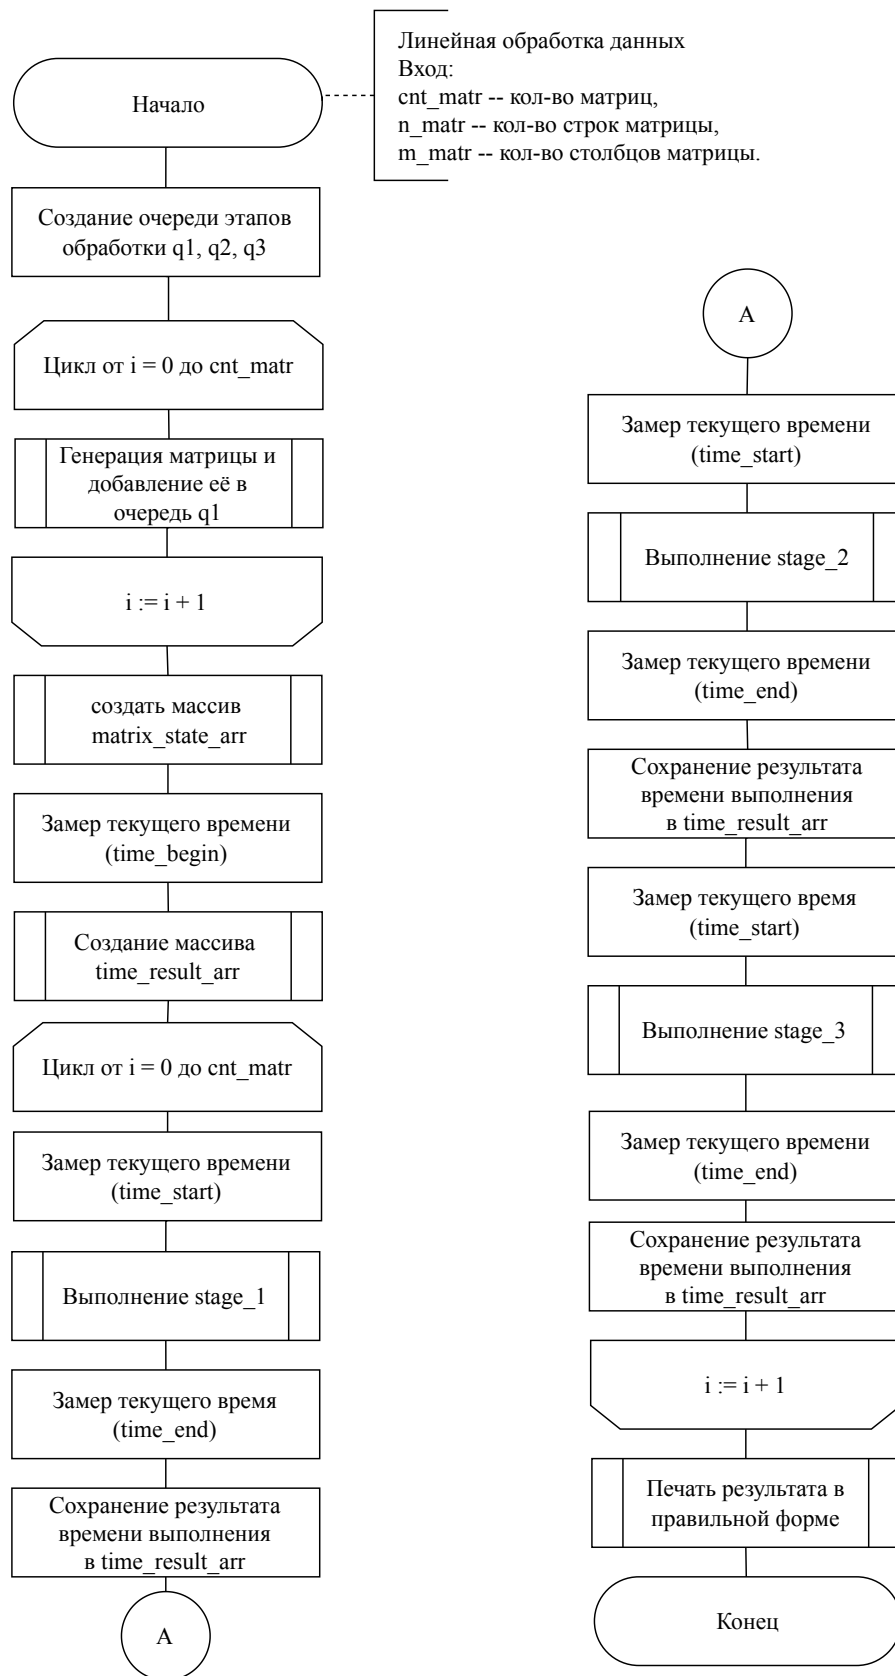 Линейная обработка данных
Вход:
cnt_matr -- кол-во матриц,
n_matr -- кол-во строк матрицы,
m_matr -- кол-во столбцов матрицы.
Начало
Создание очереди этапов
обработки q1, q2, q3
Цикл от i = 0 до cnt_matr
Генерация матрицы и
добавление её в
очередь q1
i := i + 1
создать массив
matrix_state_arr
Замер текущего времени
(time_begin)
Создание массива
time_result_arr
Цикл от i = 0 до cnt_matr
Замер текущего времени
(time_start)
Выполнение stage_1
Замер текущего время
(time_end)
Сохранение результата
времени выполнения
в time_result_arr
A
A
Замер текущего времени
(time_start)
Выполнение stage_2
Замер текущего времени
(time_end)
Сохранение результата
времени выполнения
в time_result_arr
Замер текущего время
(time_start)
Выполнение stage_3
Замер текущего времени
(time_end)
Сохранение результата
времени выполнения
в time_result_arr
i := i + 1
Печать результата в
правильной форме
Конец